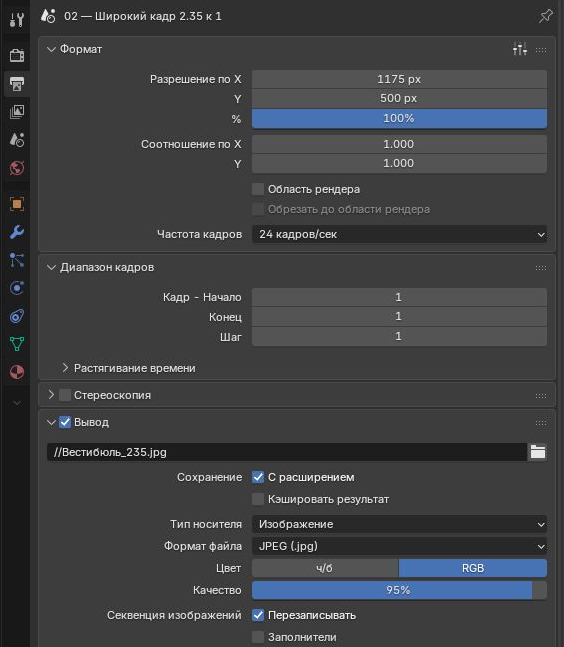 02 — Широкий кадр 2.35 к 1
Формат
Разрешение по X 1175 px
Y 500 px
% 100%
Соотношение по X 1.000
Y 1.000
Область рендера
Обрезать до области рендера
Частота кадров 24 кадров/сек
Диапазон кадров
Кадр - Начало 1
Конец 1
Шаг 1
Растягивание времени
Стереоскопия
Вывод
//Вестибюль_235.jpg
Сохранение С расширением
Кэшировать результат
Тип носителя Изображение
Формат файла JPEG (.jpg)
Цвет ч/б RGB
Качество 95%
Секвенция изображений Перезаписывать
Заполнители